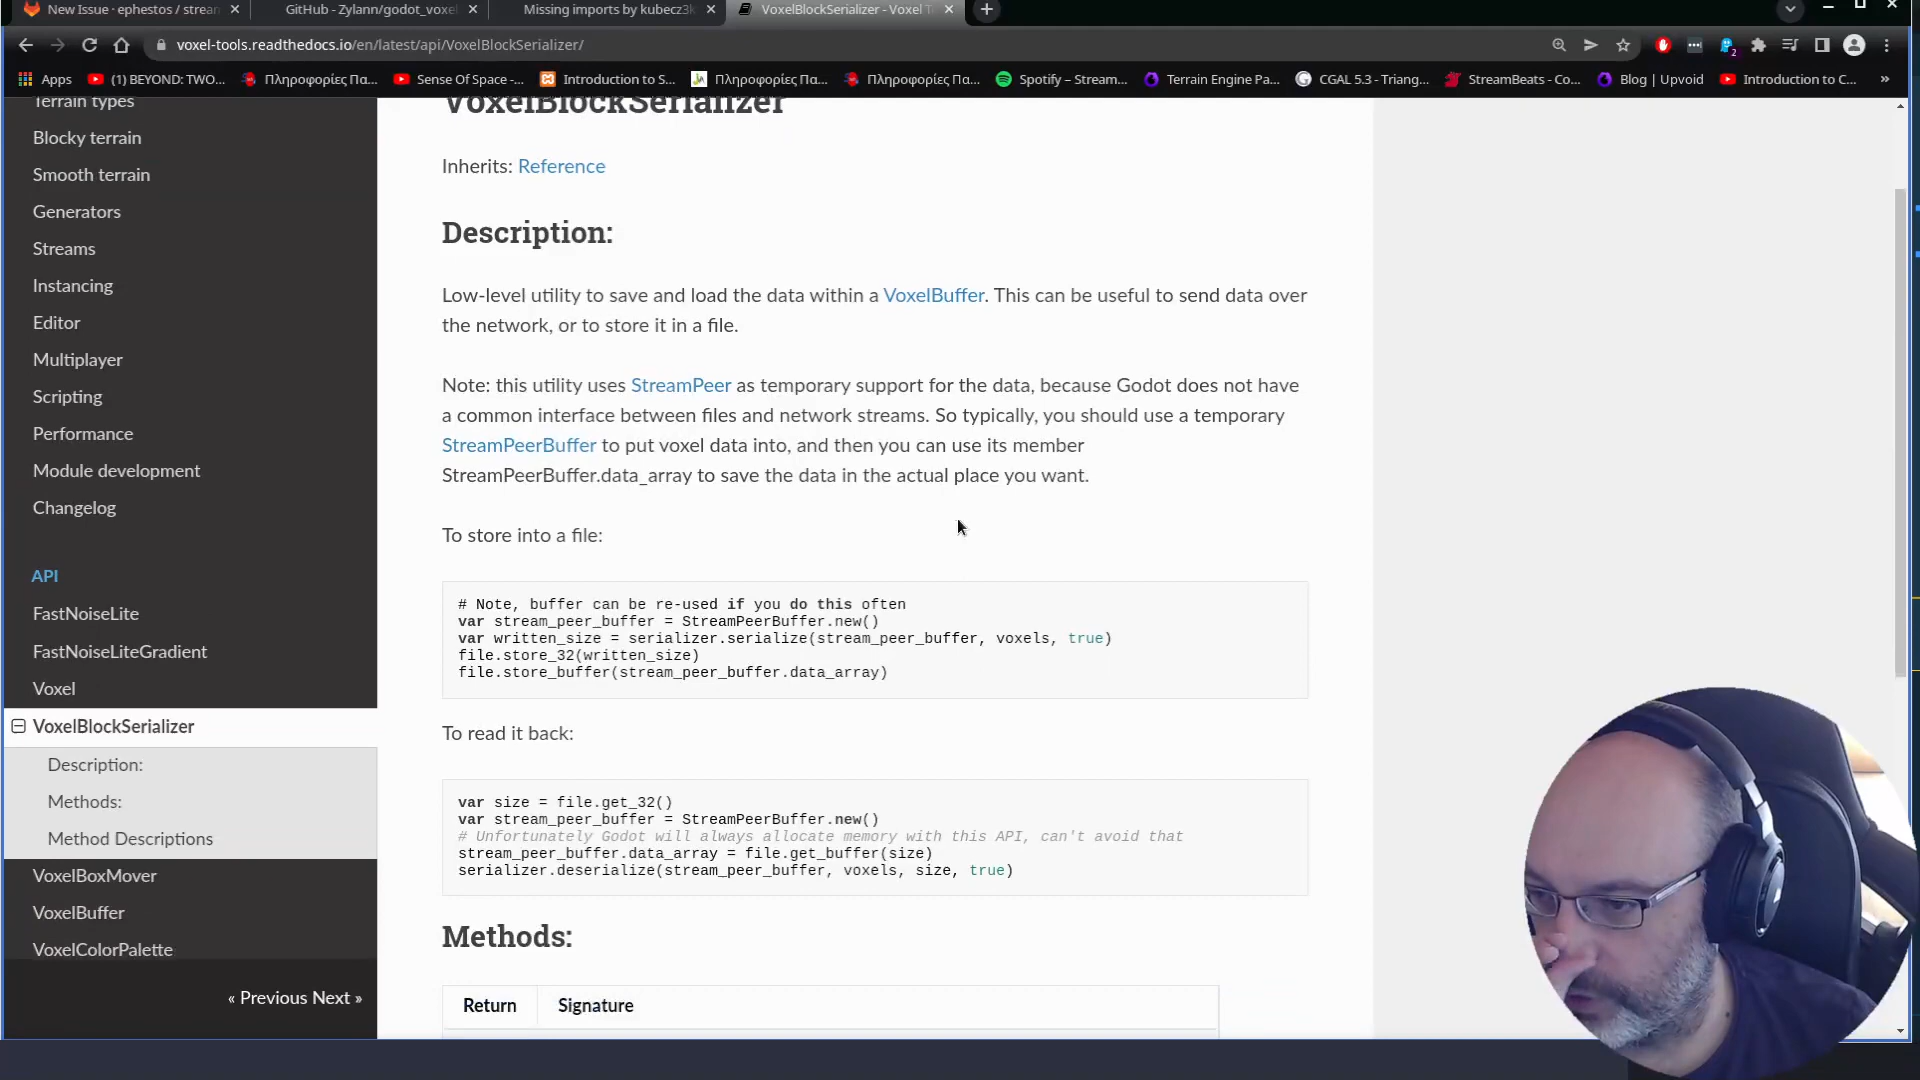 New Issue · ephestos / strean
GitHub - Zylann/godot_voxel
Missing imports by kubecz3k
VoxelBlockSerializer - Voxel T
voxel-tools.readthedocs.io/en/latest/api/VoxelBlockSerializer/
2
Apps
(1) BEYOND: TWO...
Πληροφορίες Πα...
Sense Of Space -...
Introduction to S...
Πληροφορίες Πα...
Πληροφορίες Πα...
Spotify – Stream...
Terrain Engine Pa...
CGAL 5.3 - Triang...
StreamBeats - Co...
Blog | Upvoid
Introduction to C...
»
Terrain types
Blocky terrain
Smooth terrain
Generators
Streams
Instancing
Editor
Multiplayer
Scripting
Performance
Module development
Changelog
API
FastNoiseLite
FastNoiseLiteGradient
Voxel
VoxelBlockSerializer
Description:
Methods:
Method Descriptions
VoxelBoxMover
VoxelBuffer
VoxelColorPalette
« Previous Next »
VoxelBlockSerializer
Inherits: Reference
Description:
Low-level utility to save and load the data within a VoxelBuffer. This can be useful to send data over
the network, or to store it in a file.
Note: this utility uses StreamPeer as temporary support for the data, because Godot does not have
a common interface between files and network streams. So typically, you should use a temporary
StreamPeerBuffer to put voxel data into, and then you can use its member
StreamPeerBuffer.data_array to save the data in the actual place you want.
To store into a file:
# Note, buffer can be re-used if you do this often
var stream_peer_buffer = StreamPeerBuffer.new()
var written_size = serializer.serialize(stream_peer_buffer, voxels, true)
file.store_32(written_size)
file.store_buffer(stream_peer_buffer.data_array)
To read it back:
var size = file.get_32()
var stream_peer_buffer = StreamPeerBuffer.new()
# Unfortunately Godot will always allocate memory with this API, can't avoid that
stream_peer_buffer.data_array = file.get_buffer(size)
serializer.deserialize(stream_peer_buffer, voxels, size, true)
Methods:
Return Signature